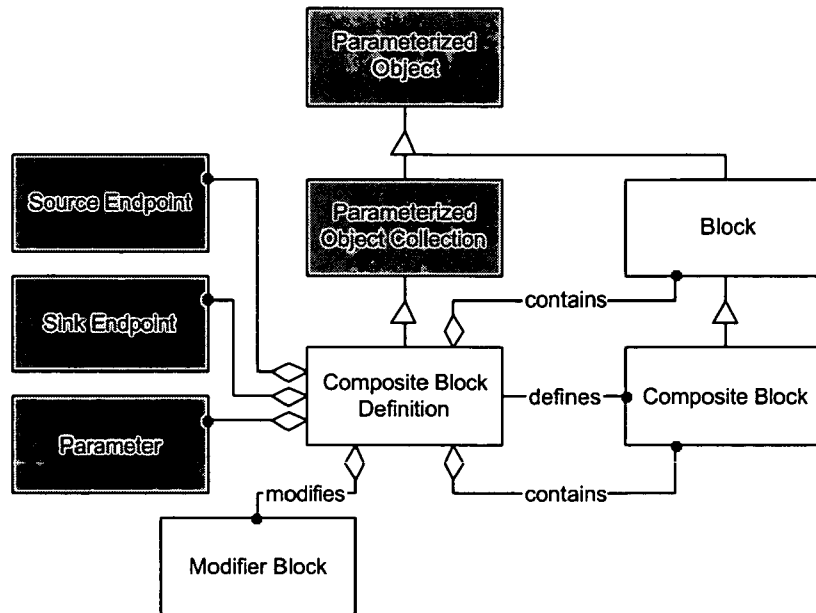 Parameterized
Object
Source Endpoint
Parameterized
Object Collection
Block
contains
Sink Endpoint
Composite Block
Definition
defines
Composite Block
Parameter
modifies
contains
Modifier Block